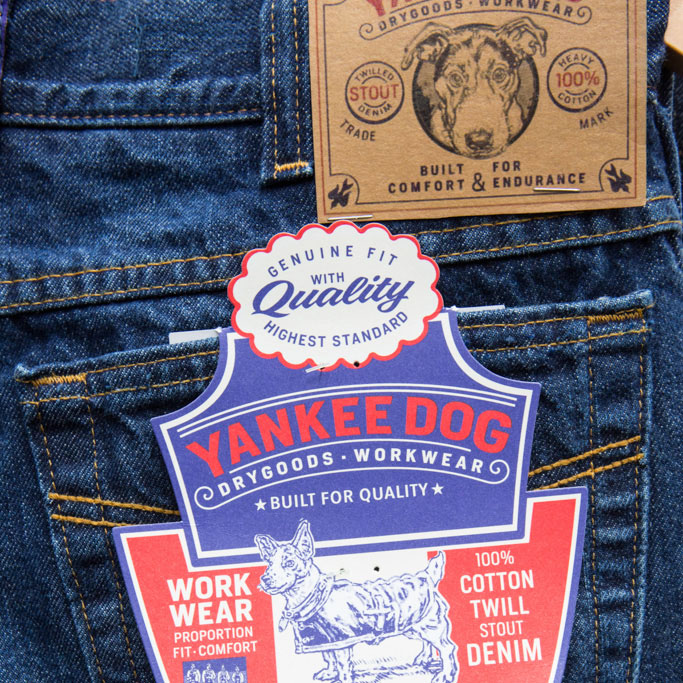 DRYGOODS · WORKWEAR
TWILLED
STOUT
DENIM
TRADE
HEAVY
100%
COTTON
MARK
BUILT FOR
COMFORT & ENDURANCE
GENUINE FIT
WITH
Quality
HIGHEST STANDARD
YANKEE DOG
DRYGOODS · WORKWEAR
★BUILT FOR QUALITY★
WORK
WEAR
PROPORTION
FIT · COMFORT
100%
COTTON
TWILL
STOUT
DENIM